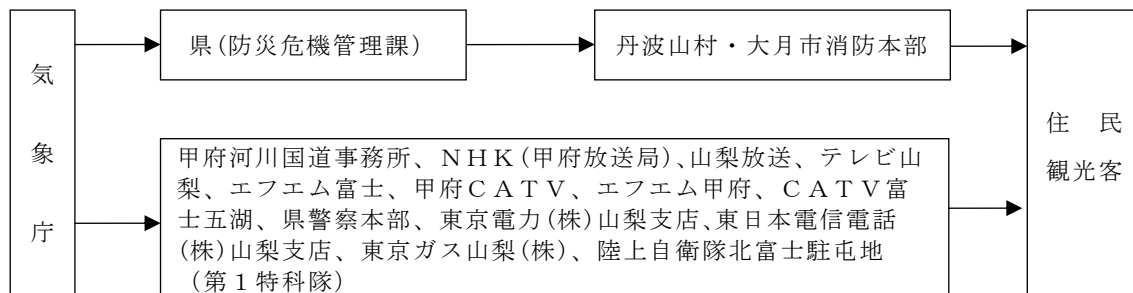 気象庁
県(防災危機管理課)
丹波山村・大月市消防本部
甲府河川国道事務所、ＮＨＫ(甲府放送局)、山梨放送、テレビ山
梨、エフエム富士、甲府ＣＡＴＶ、エフエム甲府、ＣＡＴＶ富
士五湖、県警察本部、東京電力(株)山梨支店、東日本電信電話
(株)山梨支店、東京ガス山梨(株)、陸上自衛隊北富士駐屯地
（第１特科隊）
住　民
観光客